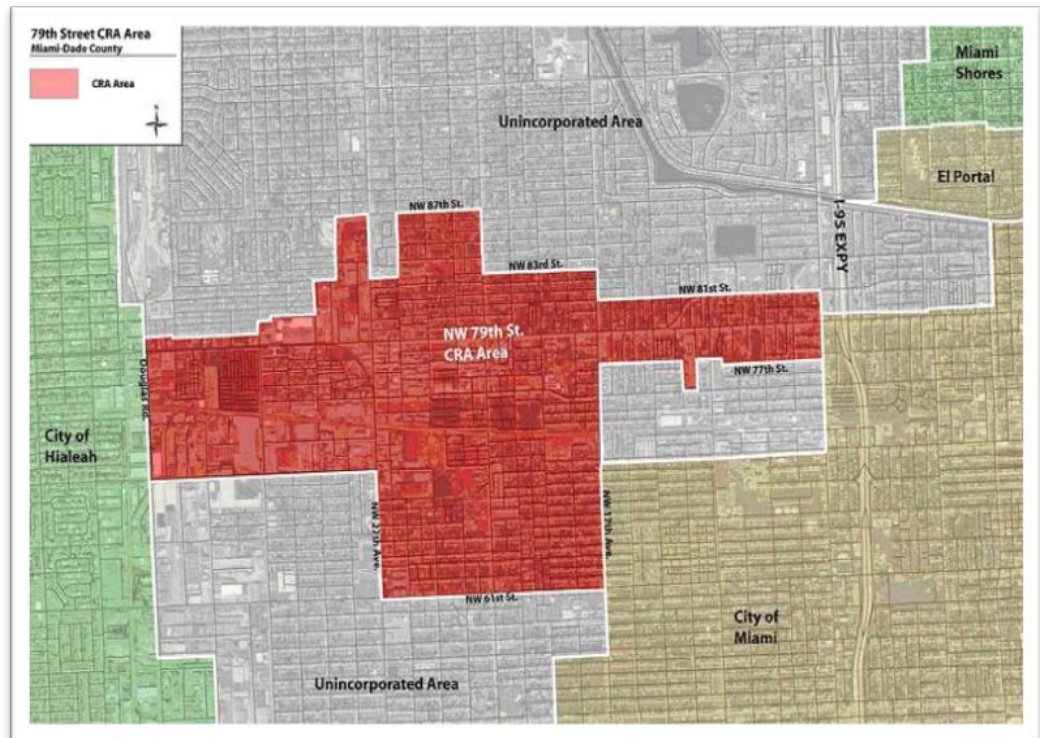 79th Street CRA Area
Miami-Dade County
CRA Area
N
Miami
Shores
Unincorporated Area
El Portal
NW 87th St.
I-95 EXPY
NW 83rd St.
NW 81st St.
NW 79th St.
CRA Area
Douglas Rd.
NW 77th St.
City of
Hialeah
NW 27th Ave.
NW 17th Ave.
NW 61st St.
City of
Miami
Unincorporated Area